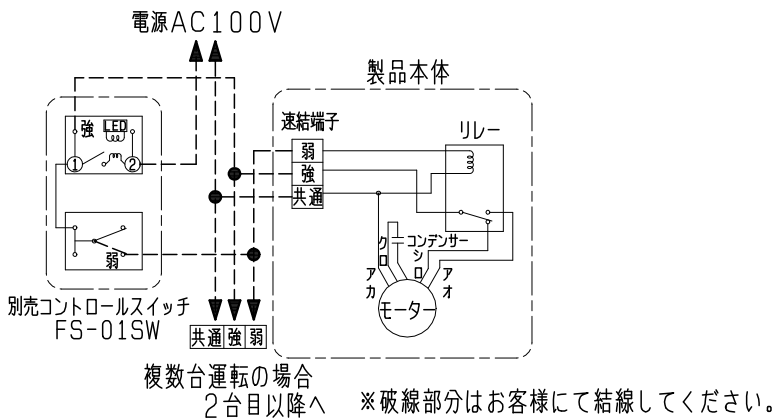 電源AC100V
製品本体
速結端子
リレー
強
LED
弱
強
共通
1
2
コンデンサー
クロ
シロ
アカ
アオ
弱
モーター
別売コントロールスイッチ
FS-01SW
共通
強
弱
複数台運転の場合
2台目以降へ
※破線部分はお客様にて結線してください。